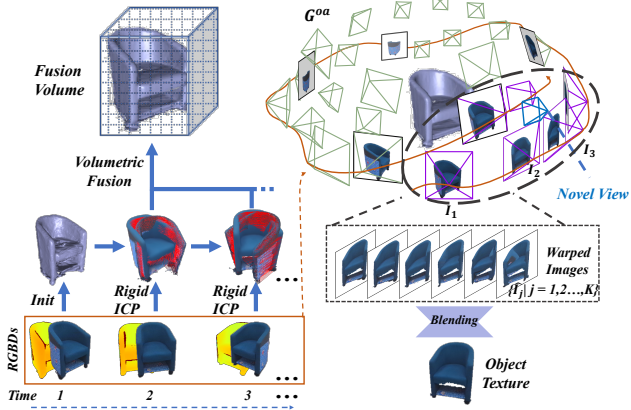 Fusion
Volume
Volumetric
Fusion
Init
Rigid
ICP
Rigid
ICP
...
RGBDs
...
Time 1 2 3 ...
G^oa
I_1
I_2
I_3
Novel View
Warped
Images
{I_j| j = 1,2...,K}
Blending
Object
Texture